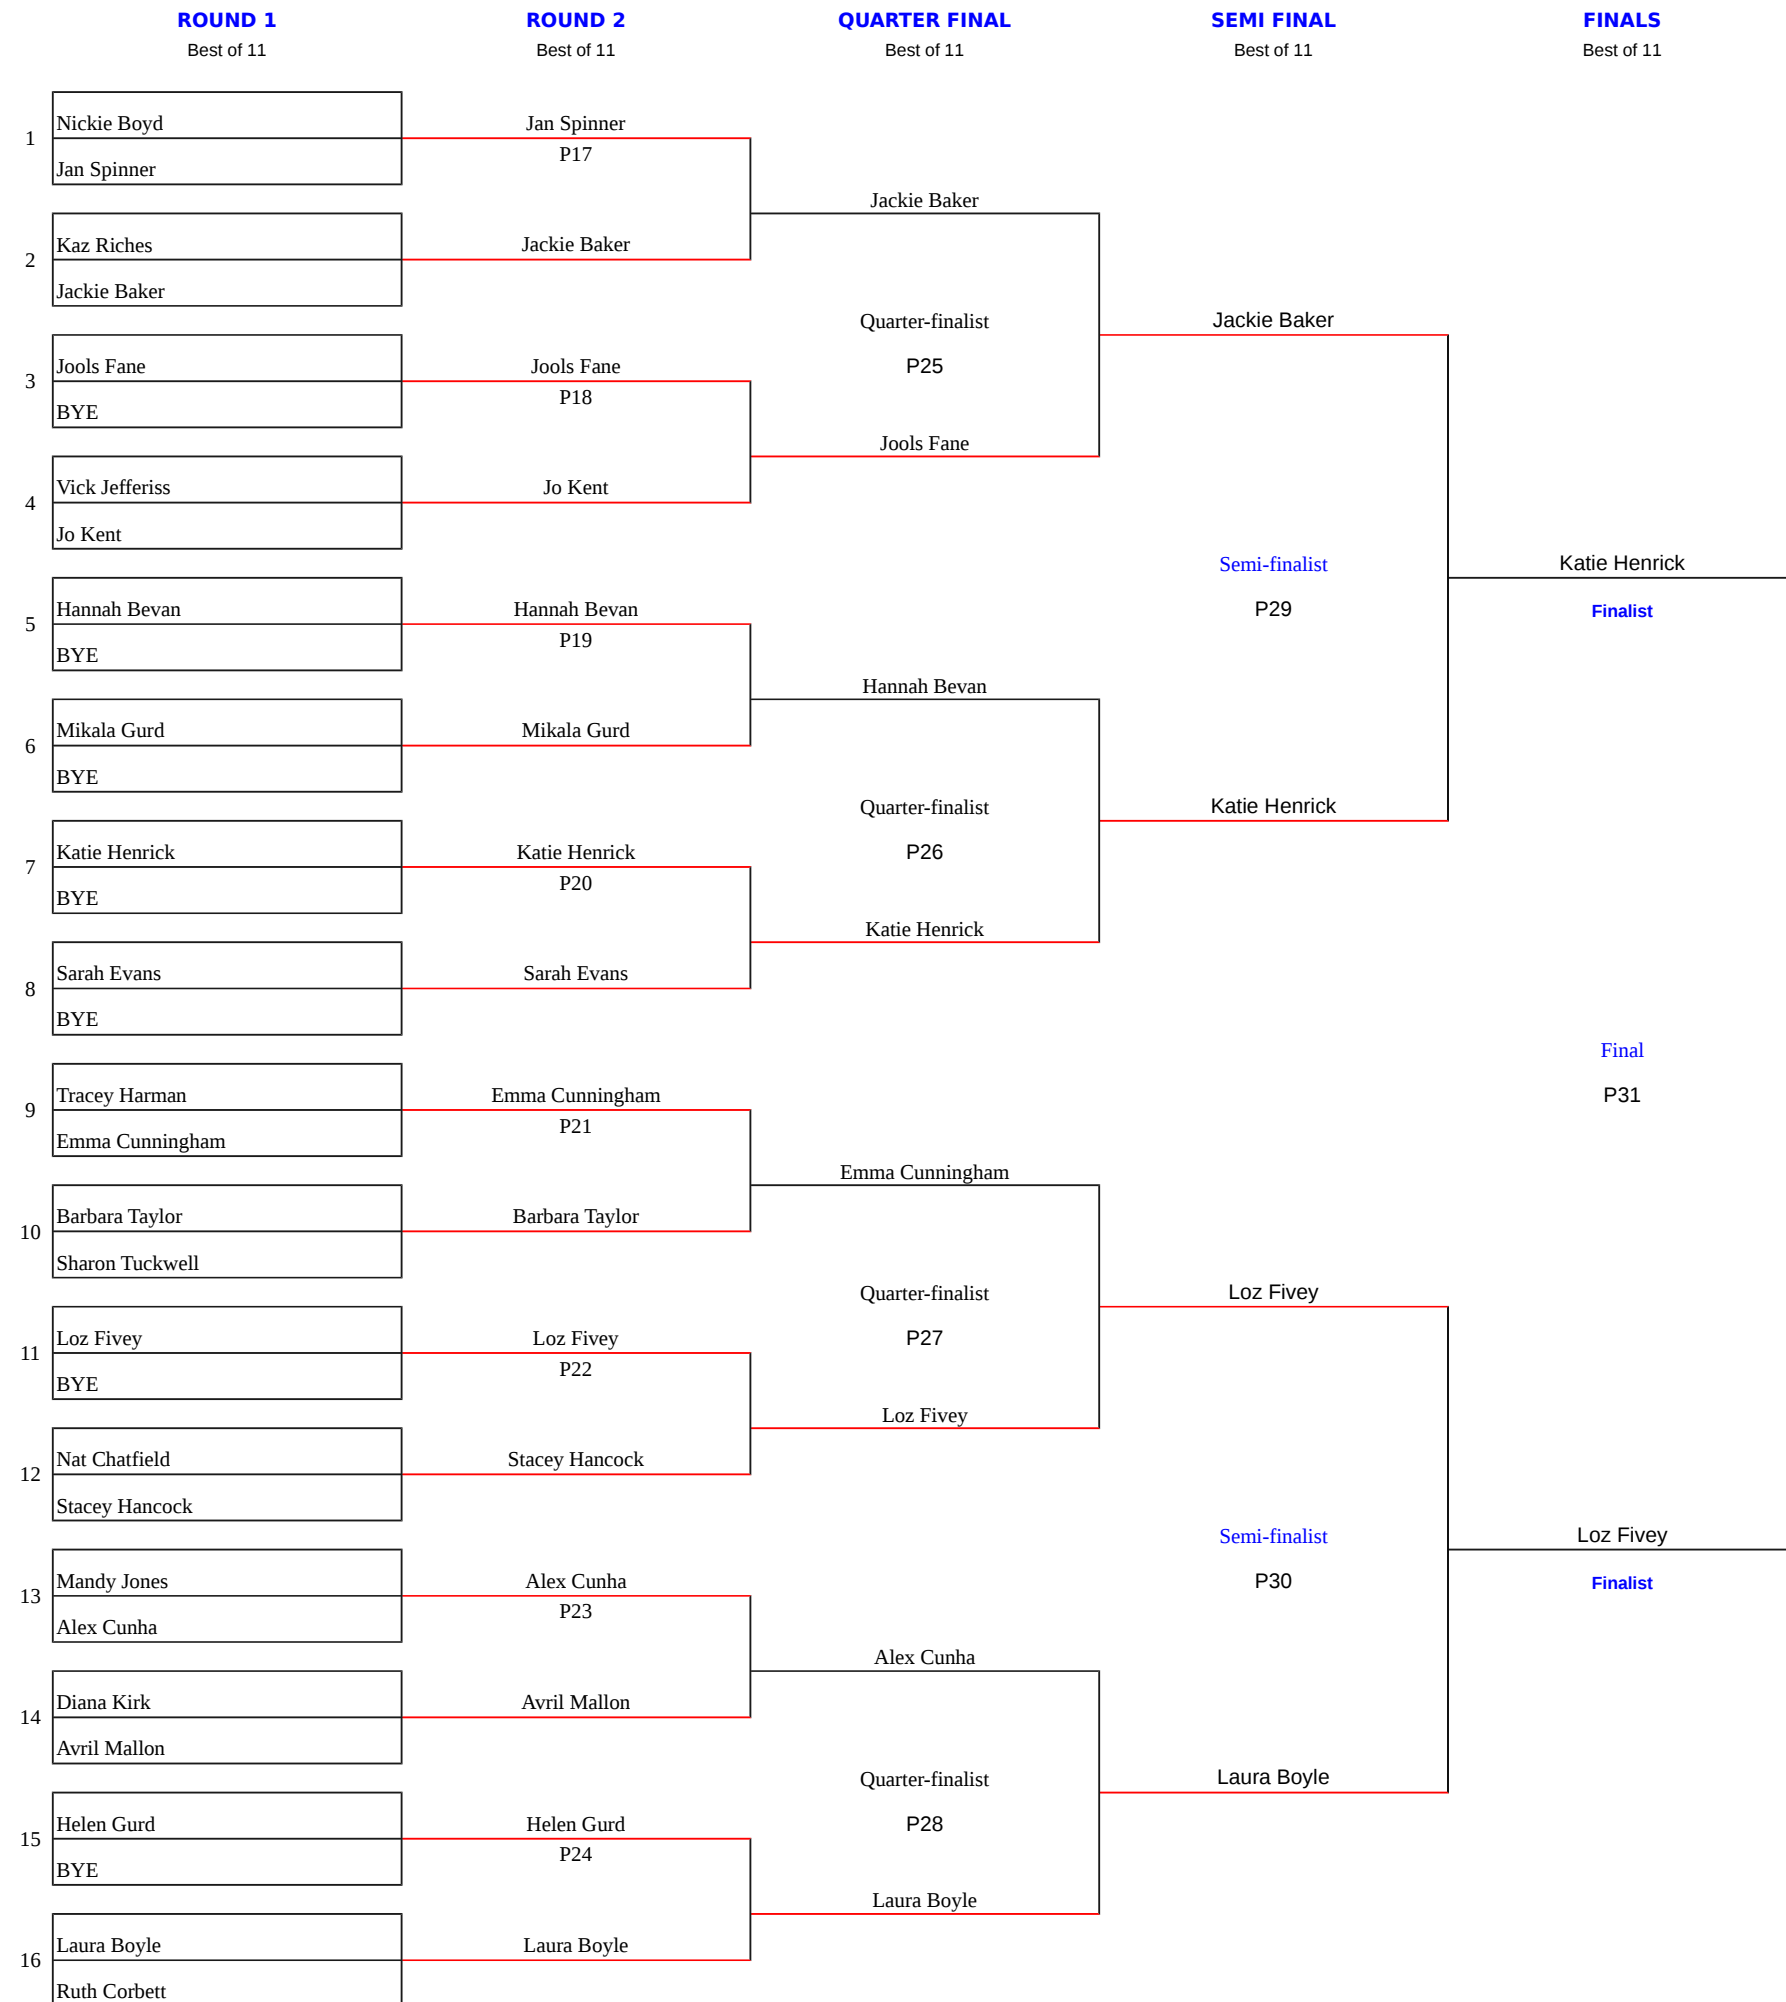 ROUND 1 ROUND 2 QUARTER FINAL SEMI FINAL FINALS
Best of 11 Best of 11 Best of 11 Best of 11 Best of 11
Nickie Boyd Jan Spinner
1 P17
Jan Spinner
Jackie Baker
Kaz Riches Jackie Baker
2
Jackie Baker
Quarter-finalist Jackie Baker
Jools Fane Jools Fane P25
3 P18
BYE
Jools Fane
Vick Jefferiss Jo Kent
4
Jo Kent
Semi-finalist Katie Henrick
Hannah Bevan Hannah Bevan P29 Finalist
5 P19
BYE
Hannah Bevan
Mikala Gurd Mikala Gurd
6
BYE
Quarter-finalist Katie Henrick
Katie Henrick Katie Henrick P26
7 P20
BYE
Katie Henrick
Sarah Evans Sarah Evans
8
BYE
Final
Tracey Harman Emma Cunningham P31
9 P21
Emma Cunningham
Emma Cunningham
Barbara Taylor Barbara Taylor
10
Sharon Tuckwell
Quarter-finalist Loz Fivey
Loz Fivey Loz Fivey P27
11 P22
BYE
Loz Fivey
Nat Chatfield Stacey Hancock
12
Stacey Hancock
Semi-finalist Loz Fivey
Mandy Jones Alex Cunha P30 Finalist
13 P23
Alex Cunha
Alex Cunha
Diana Kirk Avril Mallon
14
Avril Mallon
Quarter-finalist Laura Boyle
Helen Gurd Helen Gurd P28
15 P24
BYE
Laura Boyle
Laura Boyle Laura Boyle
16
Ruth Corbett